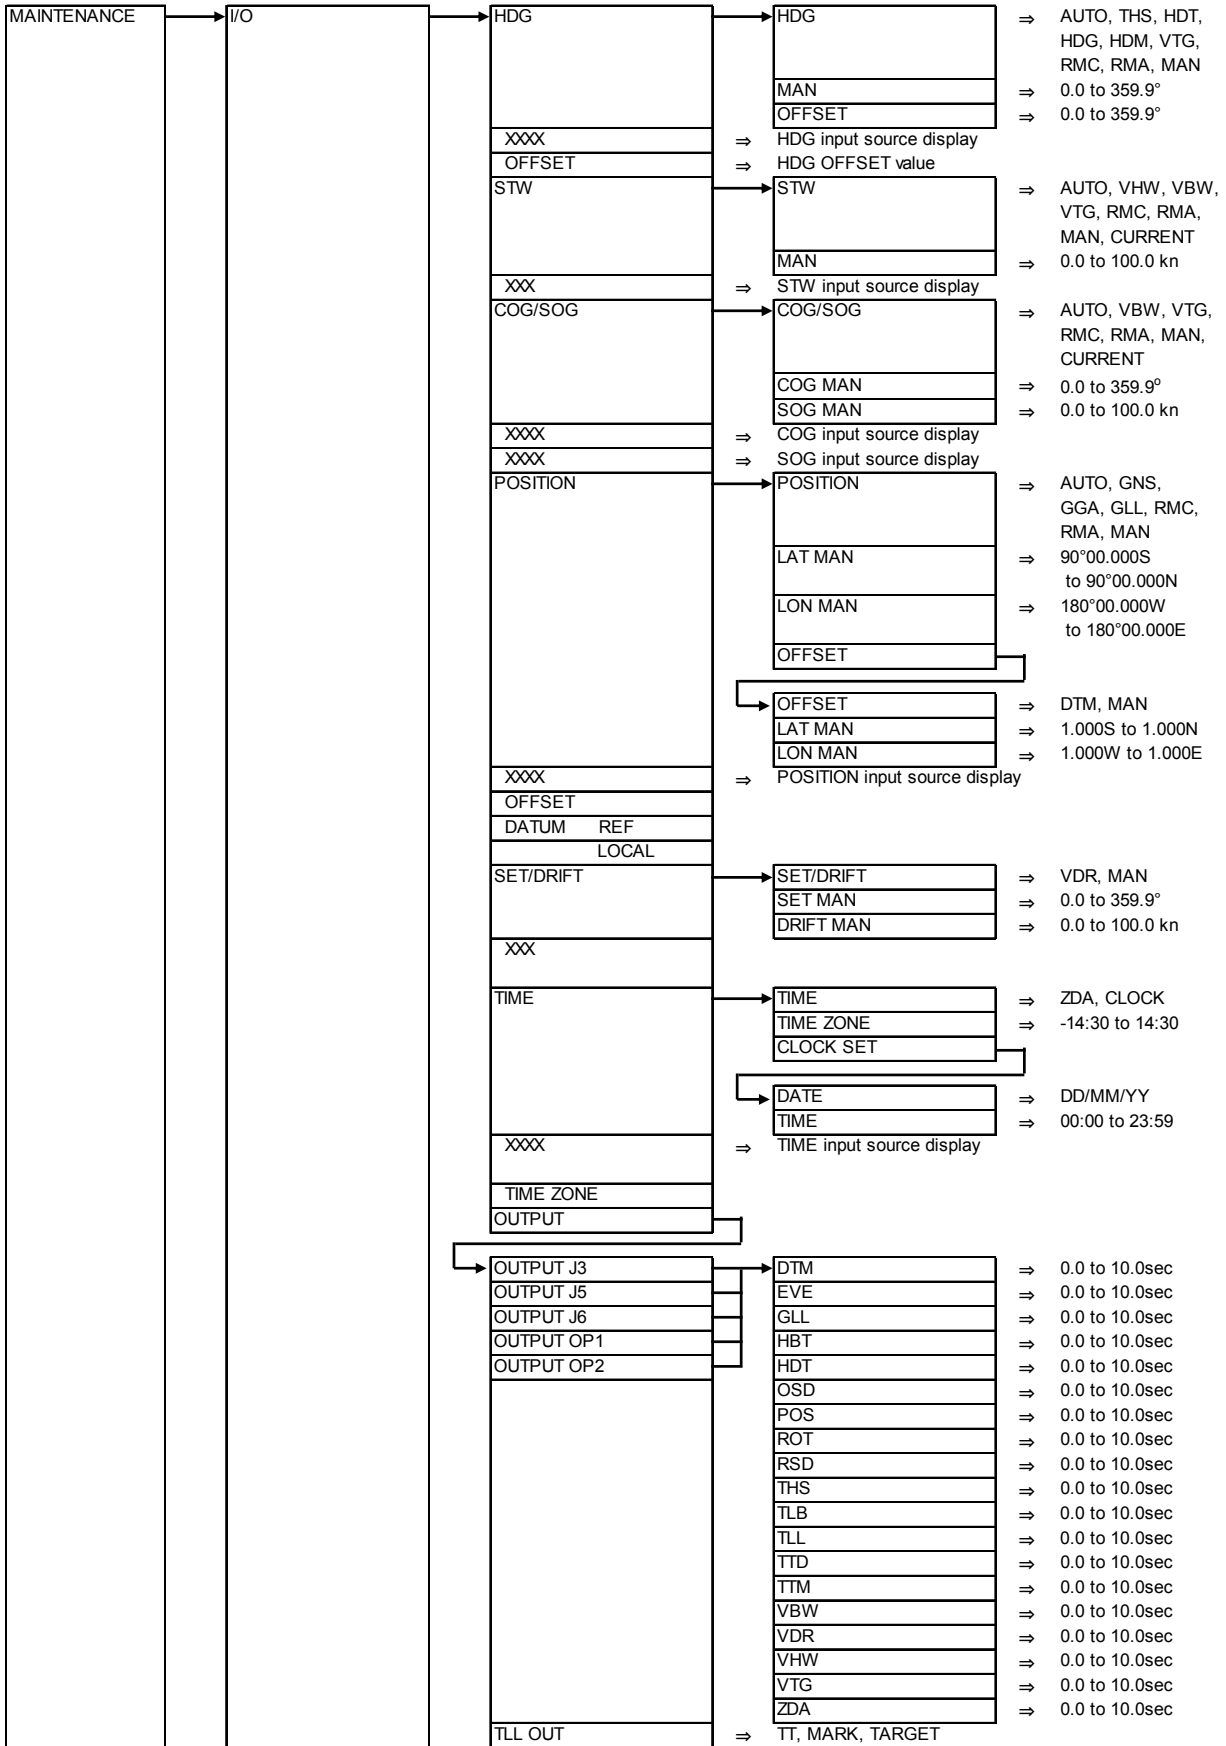 MAINTENANCE I/O HDG HDG ⇒ AUTO, THS, HDT,
HDG, HDM, VTG,
RMC, RMA, MAN
MAN ⇒ 0.0 to 359.9°
OFFSET ⇒ 0.0 to 359.9°
XXXX ⇒ HDG input source display
OFFSET ⇒ HDG OFFSET value
STW STW ⇒ AUTO, VHW, VBW,
VTG, RMC, RMA,
MAN, CURRENT
MAN ⇒ 0.0 to 100.0 kn
XXX ⇒ STW input source display
COG/SOG COG/SOG ⇒ AUTO, VBW, VTG,
RMC, RMA, MAN,
CURRENT
COG MAN ⇒ 0.0 to 359.9º
SOG MAN ⇒ 0.0 to 100.0 kn
XXXX ⇒ COG input source display
XXXX ⇒ SOG input source display
POSITION POSITION ⇒ AUTO, GNS,
GGA, GLL, RMC,
RMA, MAN
LAT MAN ⇒ 90°00.000S
to 90°00.000N
LON MAN ⇒ 180°00.000W
to 180°00.000E
OFFSET
OFFSET ⇒ DTM, MAN
LAT MAN ⇒ 1.000S to 1.000N
LON MAN ⇒ 1.000W to 1.000E
XXXX ⇒ POSITION input source display
OFFSET
DATUM REF
LOCAL
SET/DRIFT SET/DRIFT ⇒ VDR, MAN
SET MAN ⇒ 0.0 to 359.9°
DRIFT MAN ⇒ 0.0 to 100.0 kn
XXX
TIME TIME ⇒ ZDA, CLOCK
TIME ZONE ⇒ -14:30 to 14:30
CLOCK SET
DATE ⇒ DD/MM/YY
TIME ⇒ 00:00 to 23:59
XXXX ⇒ TIME input source display
TIME ZONE
OUTPUT
OUTPUT J3 DTM ⇒ 0.0 to 10.0sec
OUTPUT J5 EVE ⇒ 0.0 to 10.0sec
OUTPUT J6 GLL ⇒ 0.0 to 10.0sec
OUTPUT OP1 HBT ⇒ 0.0 to 10.0sec
OUTPUT OP2 HDT ⇒ 0.0 to 10.0sec
OSD ⇒ 0.0 to 10.0sec
POS ⇒ 0.0 to 10.0sec
ROT ⇒ 0.0 to 10.0sec
RSD ⇒ 0.0 to 10.0sec
THS ⇒ 0.0 to 10.0sec
TLB ⇒ 0.0 to 10.0sec
TLL ⇒ 0.0 to 10.0sec
TTD ⇒ 0.0 to 10.0sec
TTM ⇒ 0.0 to 10.0sec
VBW ⇒ 0.0 to 10.0sec
VDR ⇒ 0.0 to 10.0sec
VHW ⇒ 0.0 to 10.0sec
VTG ⇒ 0.0 to 10.0sec
ZDA ⇒ 0.0 to 10.0sec
TLL OUT ⇒ TT, MARK, TARGET